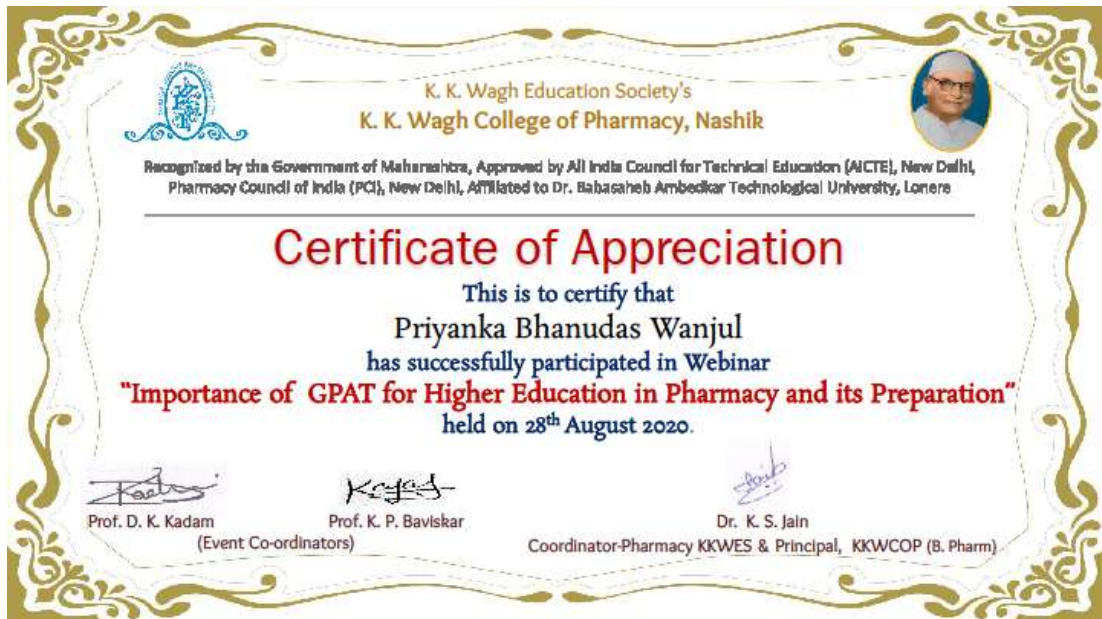 K. K. Wagh Education Society's
K. K. Wagh College of Pharmacy, Nashik
Recognized by the Government of Maharashtra, Approved by All India Council for Technical Education (AICTE), New Delhi,
Pharmacy Council of India (PCI), New Delhi, Affiliated to Dr. Babasaheb Ambedkar Technological University, Lonere
Certificate of Appreciation
This is to certify that
Priyanka Bhanudas Wanjul
has successfully participated in Webinar
"Importance of GPAT for Higher Education in Pharmacy and its Preparation"
held on 28th August 2020.
Prof. D. K. Kadam
Prof. K. P. Baviskar
Dr. K. S. Jain
(Event Co-ordinators)
Coordinator-Pharmacy KKWES & Principal, KKWCOP (B. Pharm)